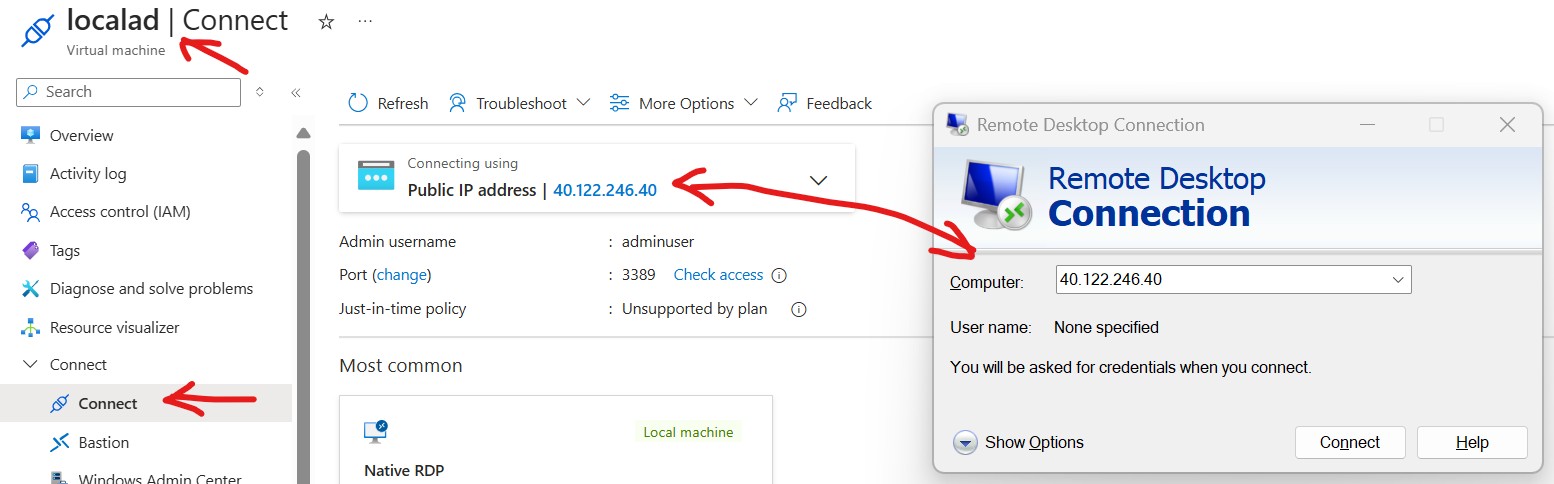 localad | Connect
Virtual machine
Search
Overview
Activity log
Access control (IAM)
Tags
Diagnose and solve problems
Resource visualizer
Connect
Connect
Bastion
Windows Admin Center
Refresh
Troubleshoot
More Options
Feedback
Connecting using
Public IP address | 40.122.246.40
Admin username : adminuser
Port (change) : 3389 Check access
Just-in-time policy : Unsupported by plan
Most common
Local machine
Native RDP
Remote Desktop Connection
Remote Desktop
Connection
Computer: 40.122.246.40
User name: None specified
You will be asked for credentials when you connect.
Show Options
Connect
Help